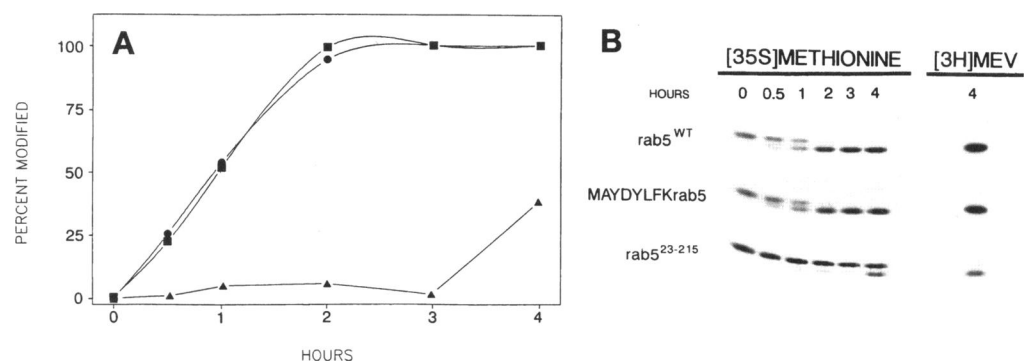 A
PERCENT MODIFIED
100
75
50
25
0
0 1 2 3 4
HOURS
B
[35S]METHIONINE [3H]MEV
HOURS 0 0.5 1 2 3 4 4
rab5WT
MAYDYLFKrab5
rab523-215